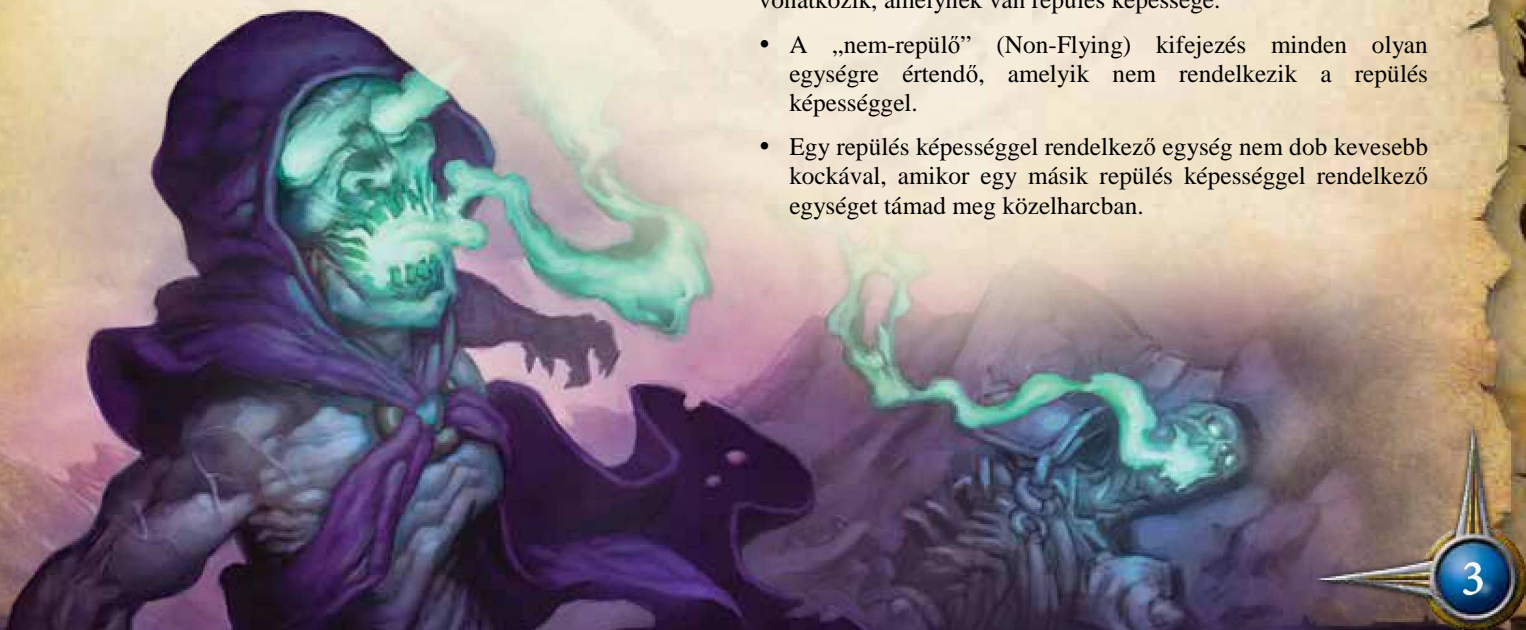 vonatkozik, amelynek van repülés képessége.
• A „nem-repülő” (Non-Flying) kifejezés minden olyan
egységre értendő, amelyik nem rendelkezik a repülés
képességgel.
• Egy repülés képességgel rendelkező egység nem dob kevesebb
kockával, amikor egy másik repülés képességgel rendelkező
egységet támad meg közelharcban.
3